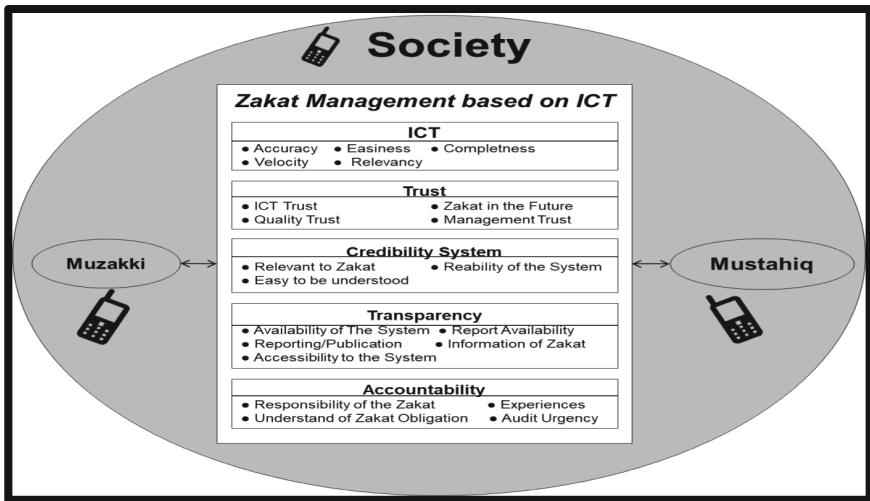 Society
Zakat Management based on ICT
ICT
● Accuracy ● Easiness ● Completness
● Velocity ● Relevancy
Trust
● ICT Trust ● Zakat in the Future
● Quality Trust ● Management Trust
Credibility System
● Relevant to Zakat ● Reability of the System
● Easy to be understood
Transparency
● Availability of The System ● Report Availability
● Reporting/Publication ● Information of Zakat
● Accessibility to the System
Accountability
● Responsibility of the Zakat ● Experiences
● Understand of Zakat Obligation ● Audit Urgency
Muzakki
Mustahiq